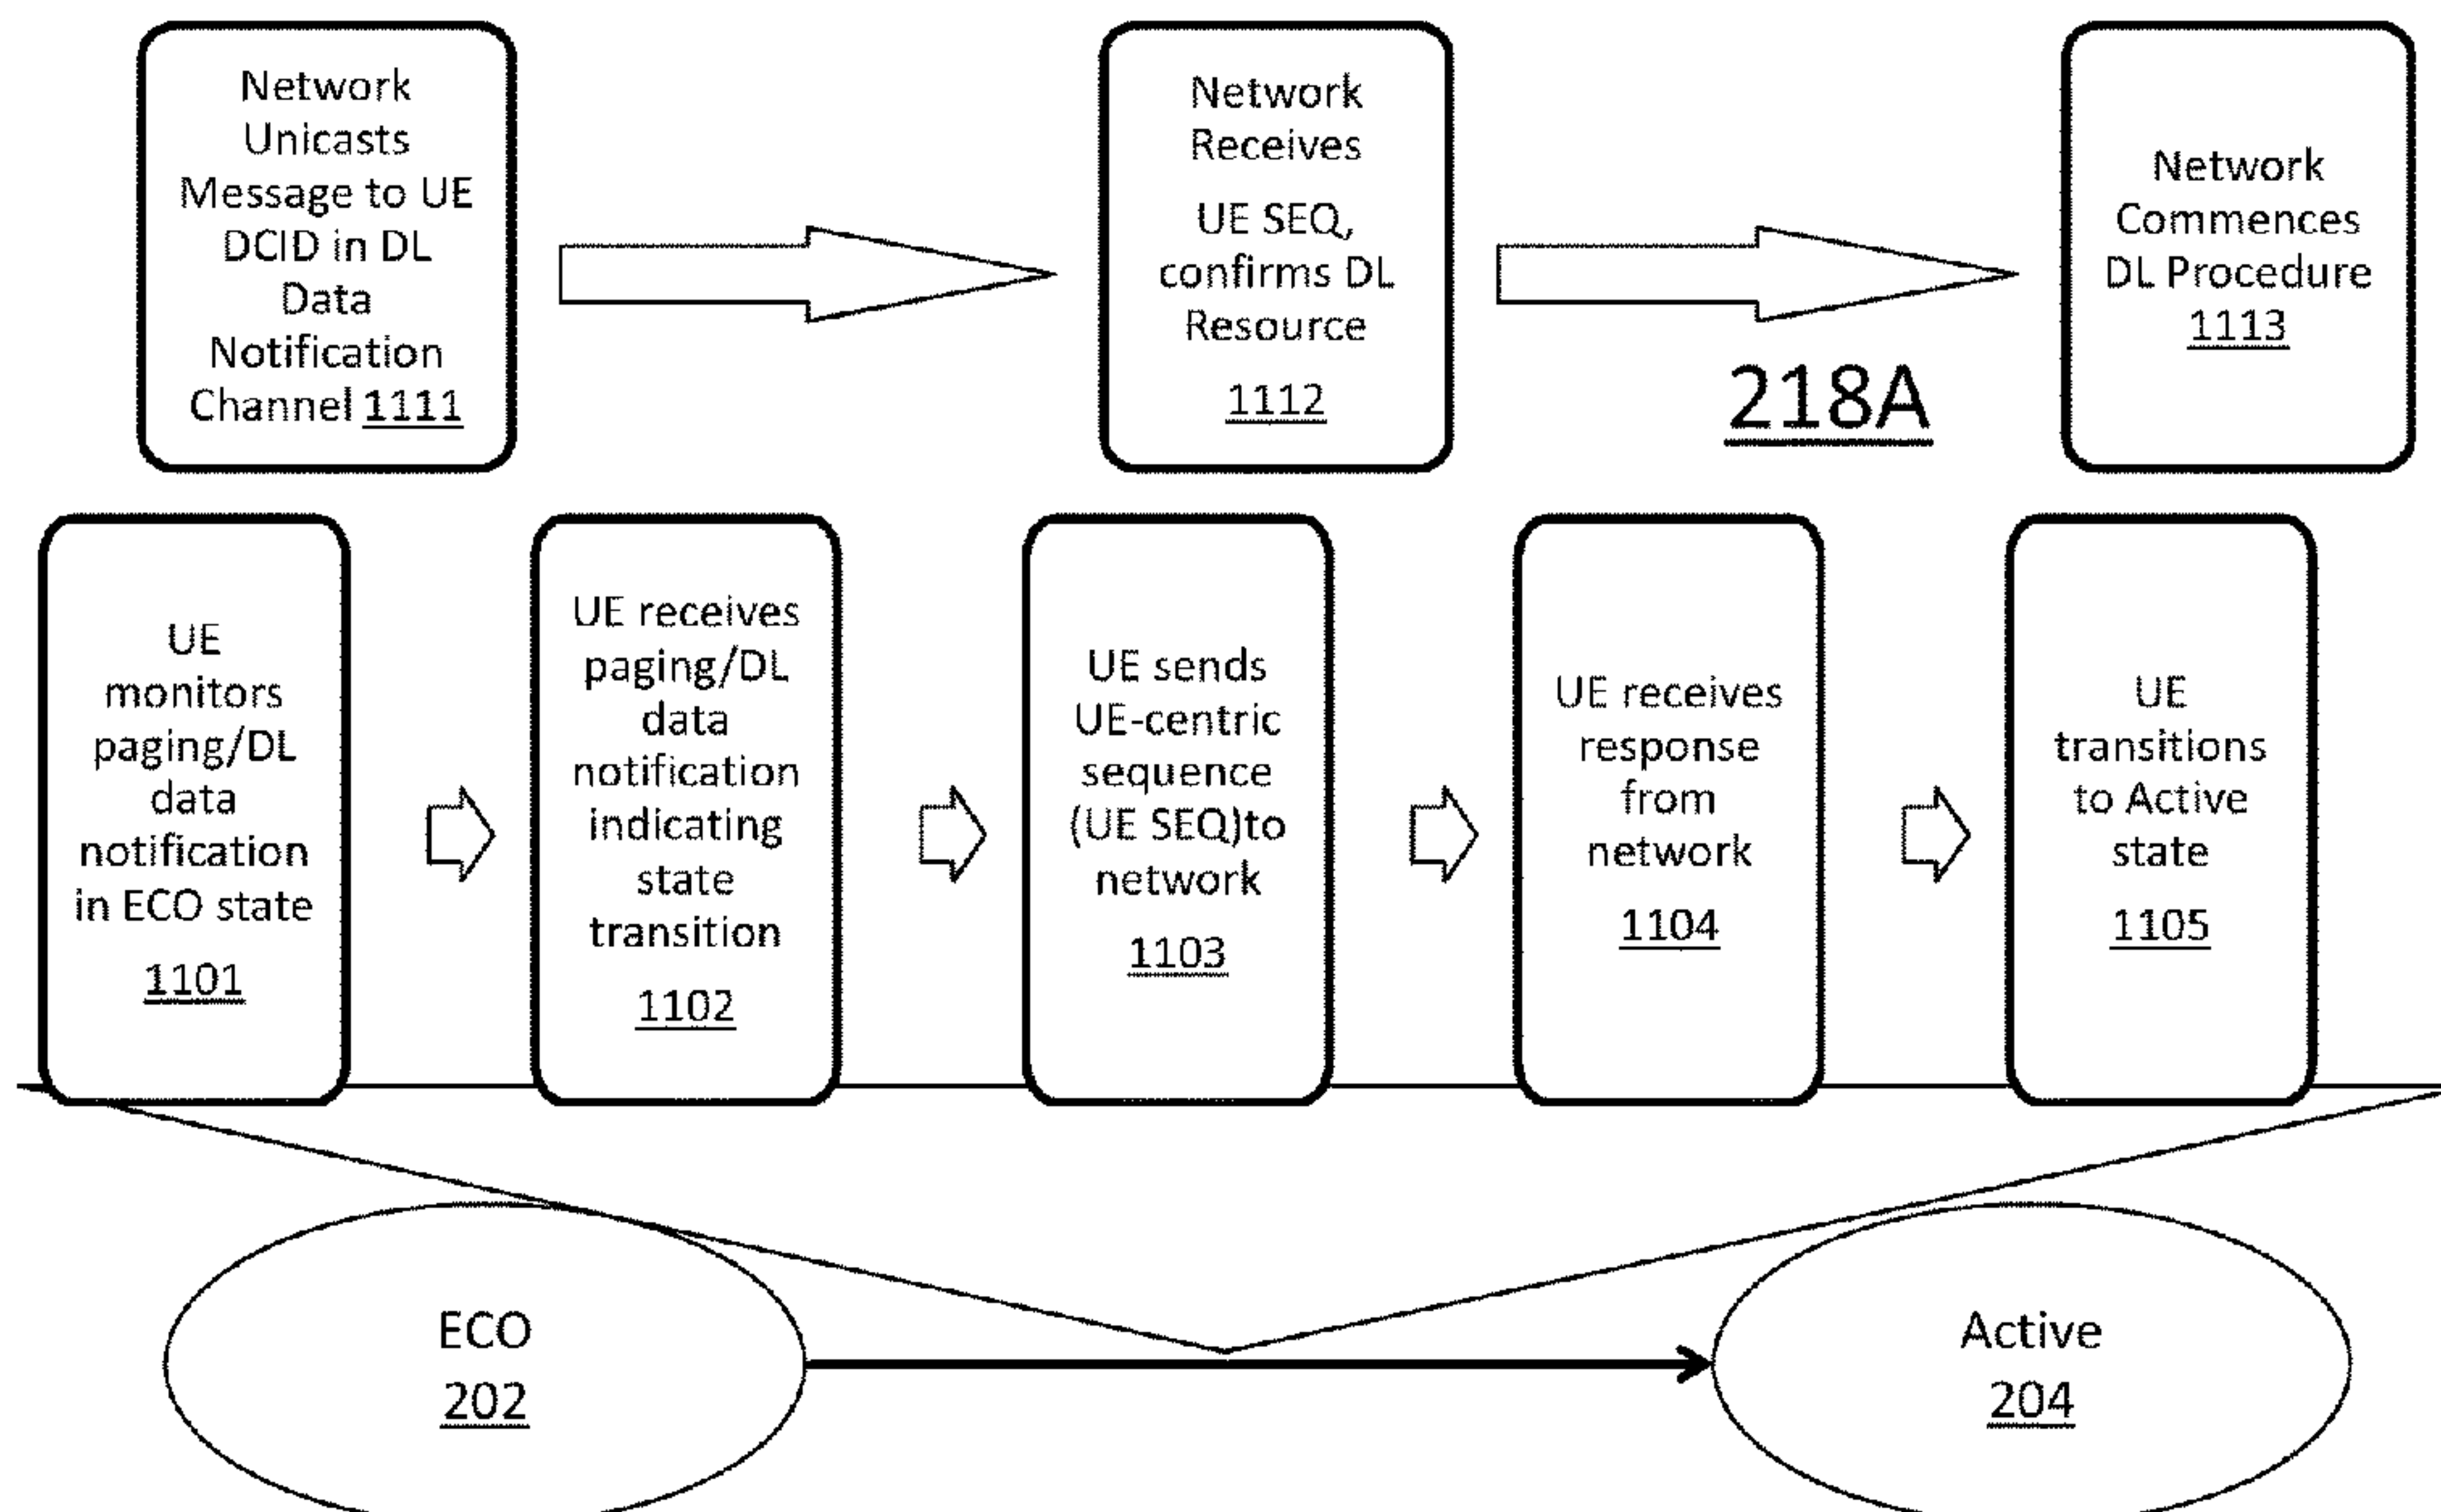 Network
Unicasts
Message to UE
DCID in DL
Data
Notification
Channel 1111
Network
Receives
UE SEQ,
confirms DL
Resource
1112
Network
Commences
DL Procedure
1113
218A
UE
monitors
paging/DL
data
notification
in ECO state
1101
UE receives
paging/DL
data
notification
indicating
state
transition
1102
UE sends
UE-centric
sequence
(UE SEQ)to
network
1103
UE receives
response
from
network
1104
UE
transitions
to Active
state
1105
ECO
202
Active
204